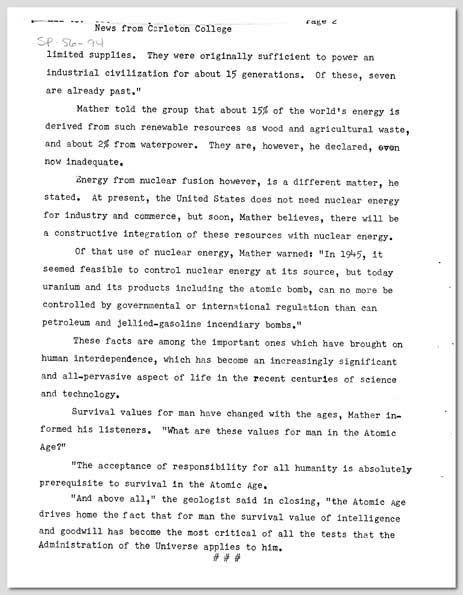 News from Carleton College
Page 2
SP-56-94
limited supplies. They were originally sufficient to power an
industrial civilization for about 15 generations. Of these, seven
are already past."
Mather told the group that about 15% of the world's energy is
derived from such renewable resources as wood and agricultural waste,
and about 2% from waterpower. They are, however, he declared, even
now inadequate.
Energy from nuclear fusion however, is a different matter, he
stated. At present, the United States does not need nuclear energy
for industry and commerce, but soon, Mather believes, there will be
a constructive integration of these resources with nuclear energy.
Of that use of nuclear energy, Mather warned: "In 1945, it
seemed feasible to control nuclear energy at its source, but today
uranium and its products including the atomic bomb, can no more be
controlled by governmental or international regulation than can
petroleum and jellied-gasoline incendiary bombs."
These facts are among the important ones which have brought on
human interdependence, which has become an increasingly significant
and all-pervasive aspect of life in the recent centuries of science
and technology.
Survival values for man have changed with the ages, Mather in-
formed his listeners. "What are these values for man in the Atomic
Age?"
"The acceptance of responsibility for all humanity is absolutely
prerequisite to survival in the Atomic Age.
"And above all," the geologist said in closing, "the Atomic Age
drives home the fact that for man the survival value of intelligence
and goodwill has become the most critical of all the tests that the
Administration of the Universe applies to him.
# # #